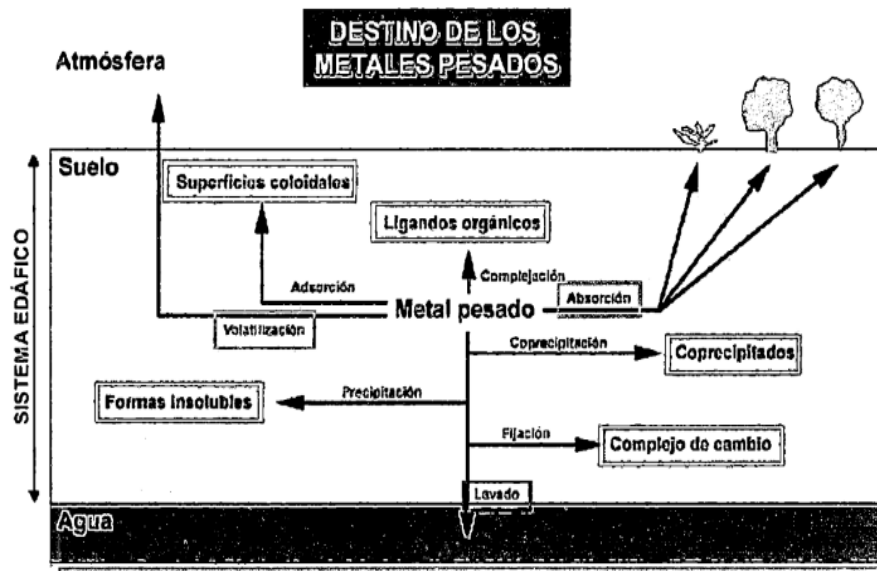 DESTINO DE LOS
METALES PESADOS
Atmósfera
Suelo
Superficios coloidales
Ligandos orgánicos
Complejación
Adsorción
Metal pesado
Absorción
Volatilización
Coprecipitación
Coprecipitados
Precipitación
Formas insolubles
Fijación
Complejo de cambio
Lavado
Agua
SISTEMA EDÁFICO